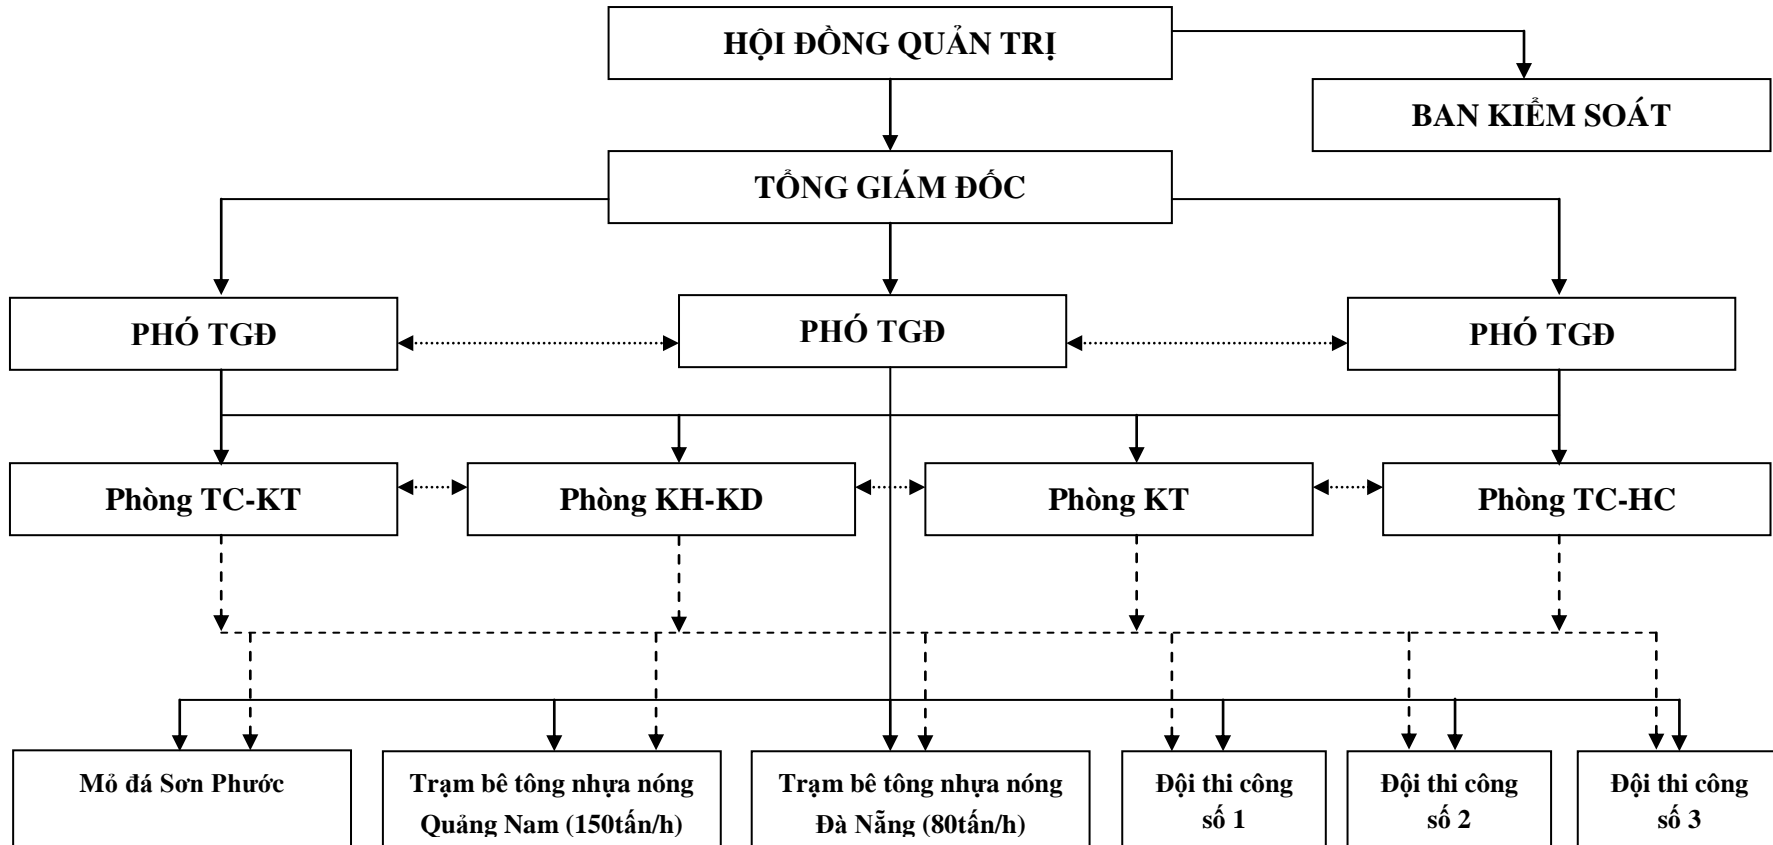 HỘI ĐỒNG QUẢN TRỊ
BAN KIỂM SOÁT
TỔNG GIÁM ĐỐC
PHÓ TGĐ
PHÓ TGĐ
PHÓ TGĐ
Phòng TC-KT
Phòng KH-KD
Phòng KT
Phòng TC-HC
Mỏ đá Sơn Phước
Trạm bê tông nhựa nóng
Quảng Nam (150tấn/h)
Trạm bê tông nhựa nóng
Đà Nẵng (80tấn/h)
Đội thi công
số 1
Đội thi công
số 2
Đội thi công
số 3